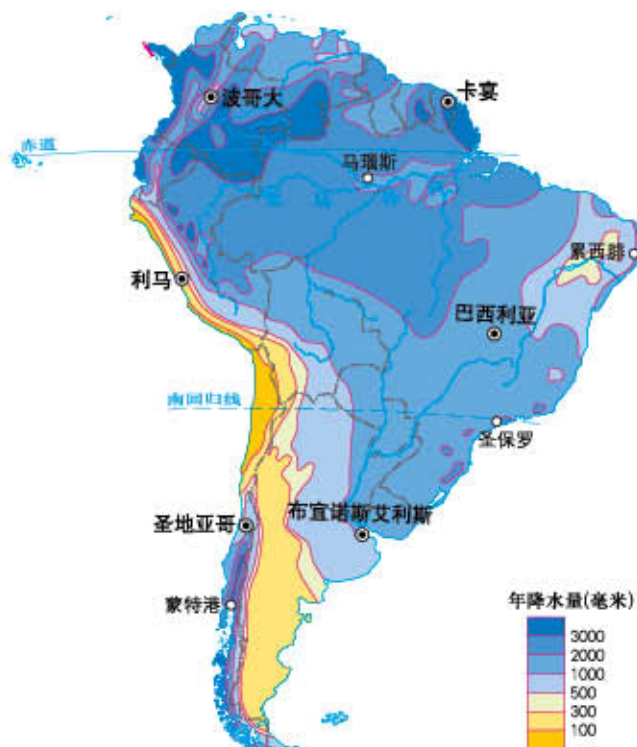 波哥大
卡宴
赤道
马瑙斯
累西腓
利马
巴西利亚
南回归线
圣保罗
圣地亚哥
布宜诺斯艾利斯
蒙特港
年降水量(毫米)
3000
2000
1000
500
300
100